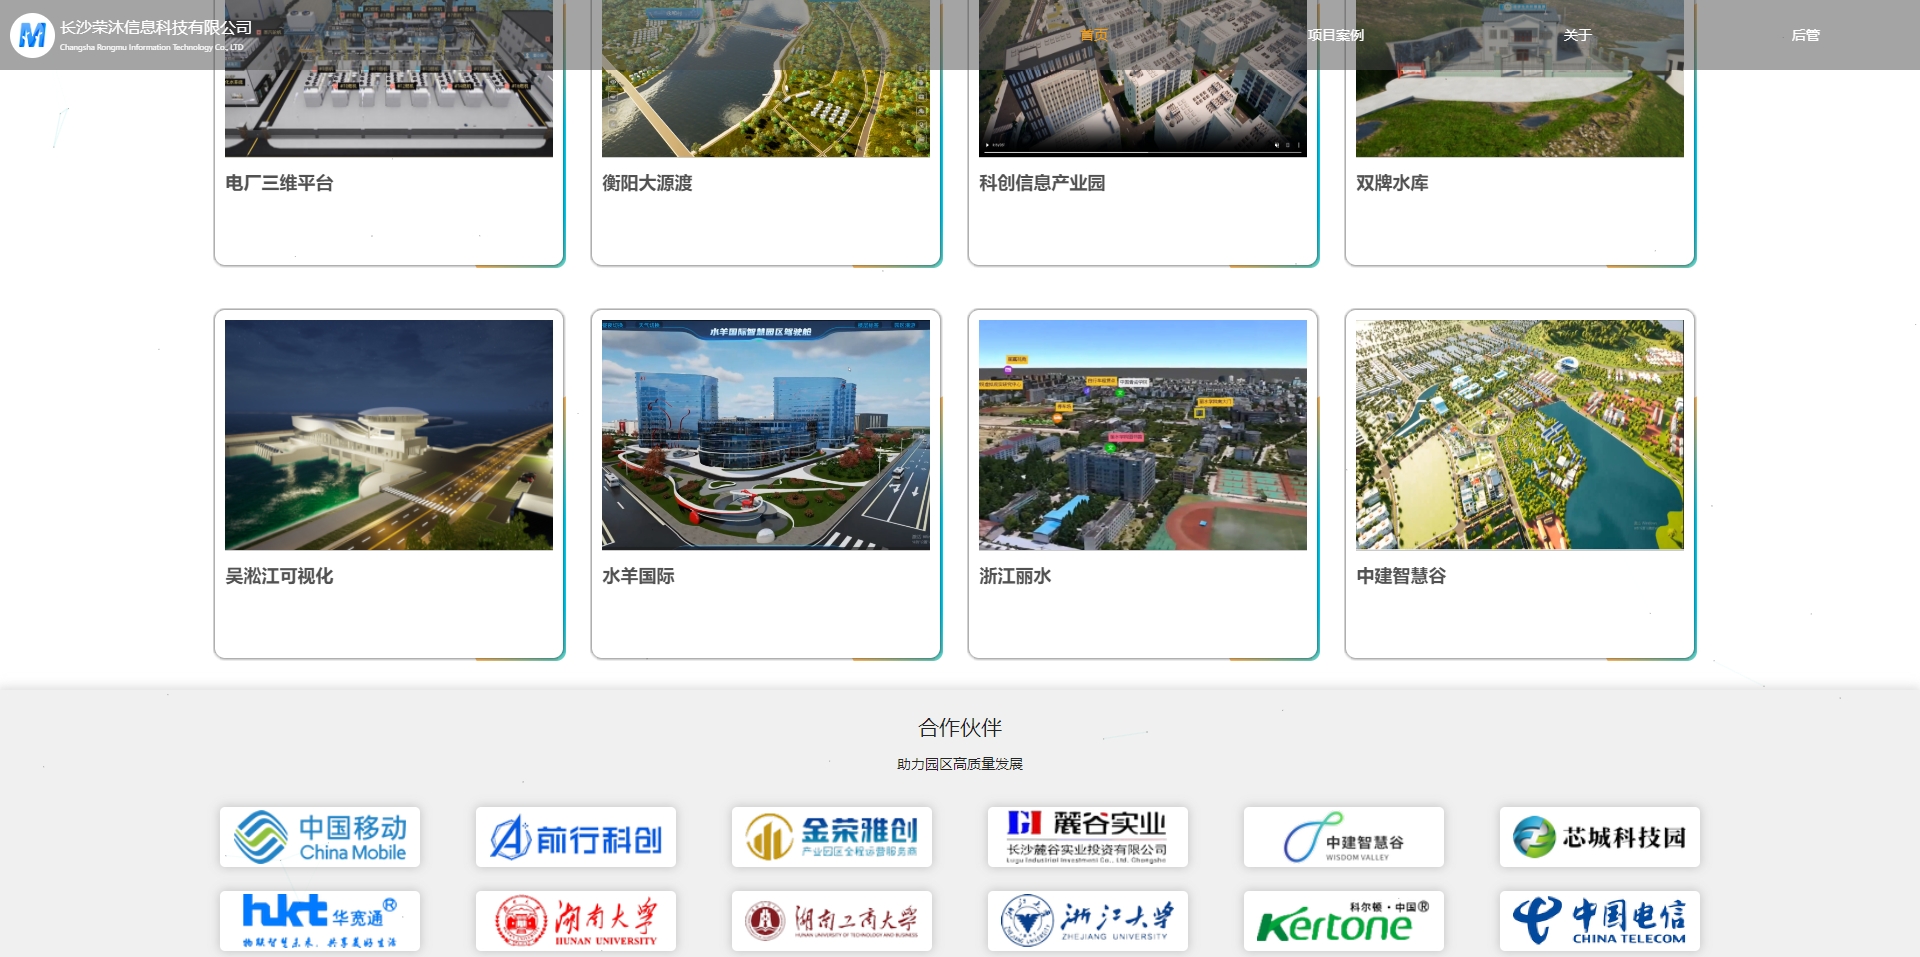 长沙荣沐信息科技有限公司
Changsha Rongmu Information Technology Co., LTD
首页
项目案例
关于
后管
电厂三维平台
衡阳大源渡
科创信息产业园
双牌水库
水羊国际智慧园区驾驶舱
吴淞江可视化
水羊国际
浙江丽水
中建智慧谷
合作伙伴
助力园区高质量发展
中国移动
China Mobile
前行科创
金荣雅创
产业园区全程运营服务商
麓谷实业
长沙麓谷实业投资有限公司
Lugu Industrial Investment Co., Ltd. Changsha
中建智慧谷
WISDOM VALLEY
芯城科技园
hkt华宽通®
物联智慧未来,共享美好生活
湖南大学
HUNAN UNIVERSITY
湖南工商大学
HUNAN UNIVERSITY OF TECHNOLOGY AND BUSINESS
浙江大学
ZHEJIANG UNIVERSITY
科尔顿·中国®
Kertone
中国电信
CHINA TELECOM